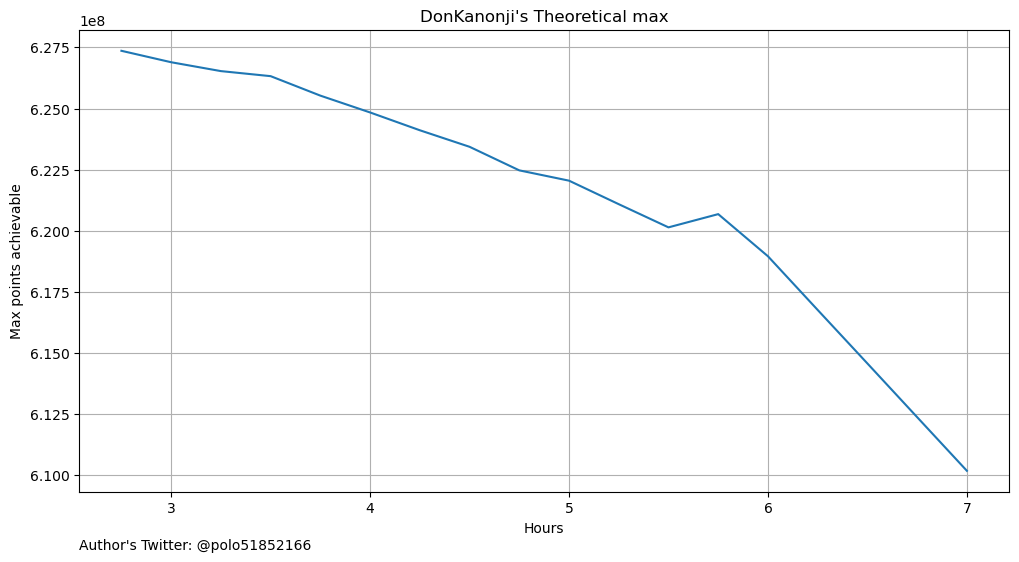 DonKanonji's Theoretical max
1e8
6.275
6.250
6.225
6.200
6.175
6.150
6.125
6.100
Max points achievable
3 4 5 6 7
Hours
Author's Twitter: @polo51852166